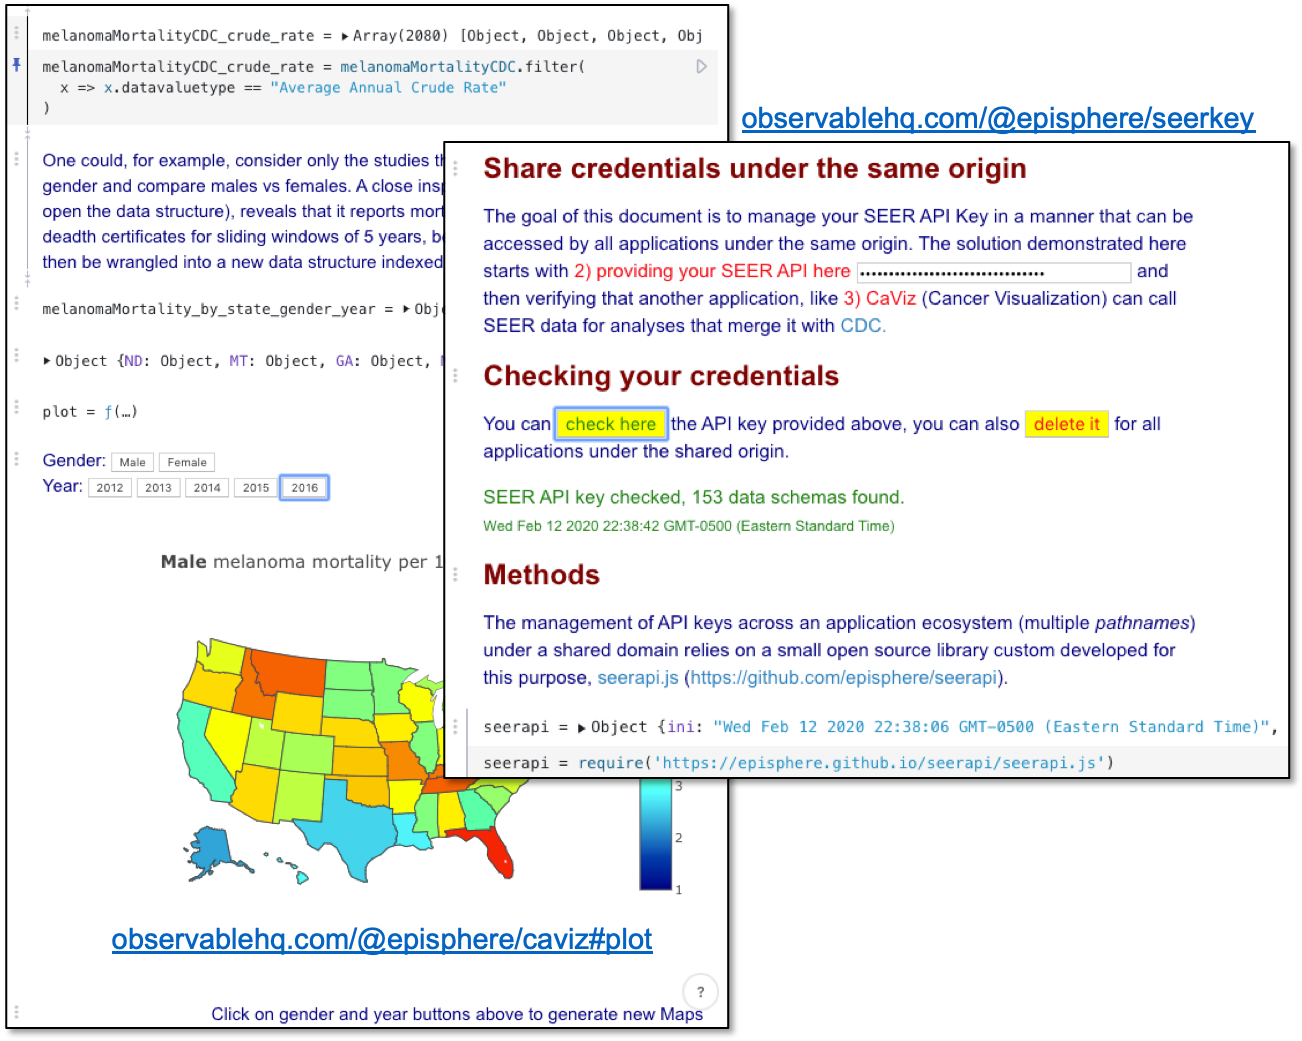 melanomaMortalityCDC_crude_rate = ▸Array(2080) [Object, Object, Object, Obj
melanomaMortalityCDC_crude_rate = melanomaMortalityCDC.filter(
x => x.datavaluetype == "Average Annual Crude Rate"
)
One could, for example, consider only the studies
gender and compare males vs females. A close
open the data structure), reveals that it reports
deadth certificates for sliding windows of 5 years,
then be wrangled into a new data structure indexed
melanomaMortality_by_state_gender_year = ▸
▸Object {ND: Object, MT: Object, GA: Object,
plot = ƒ(…)
Gender: Male Female
Year: 2012 2013 2014 2015 2016
Male melanoma mortality per
3
2
1
observablehq.com/@episphere/caviz#plot
?
Click on gender and year buttons above to generate new Maps
observablehq.com/@episphere/seerkey
Share credentials under the same origin
The goal of this document is to manage your SEER API Key in a manner that can be
accessed by all applications under the same origin. The solution demonstrated here
starts with 2) providing your SEER API here •••••••••••••••••••••••••••••••• and
then verifying that another application, like 3) CaViz (Cancer Visualization) can call
SEER data for analyses that merge it with CDC.
Checking your credentials
You can check here the API key provided above, you can also delete it for all
applications under the shared origin.
SEER API key checked, 153 data schemas found.
Wed Feb 12 2020 22:38:42 GMT-0500 (Eastern Standard Time)
Methods
The management of API keys across an application ecosystem (multiple pathnames)
under a shared domain relies on a small open source library custom developed for
this purpose, seerapi.js (https://github.com/episphere/seerapi).
seerapi = ▸Object {ini: "Wed Feb 12 2020 22:38:06 GMT-0500 (Eastern Standard Time)",
seerapi = require('https://episphere.github.io/seerapi/seerapi.js')